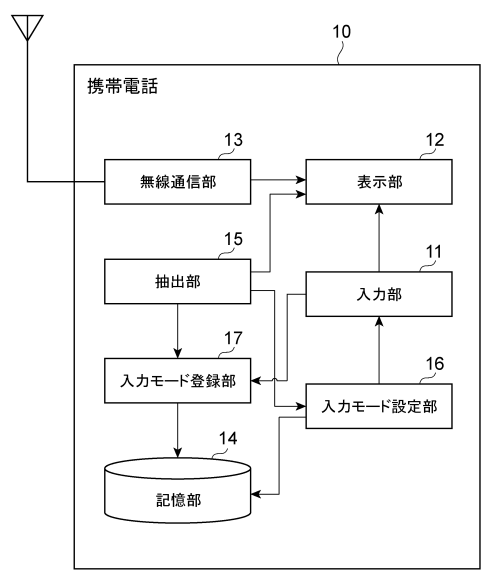 10
携帯電話
13
無線通信部
12
表示部
15
抽出部
11
入力部
17
入力モード登録部
16
入力モード設定部
14
記憶部